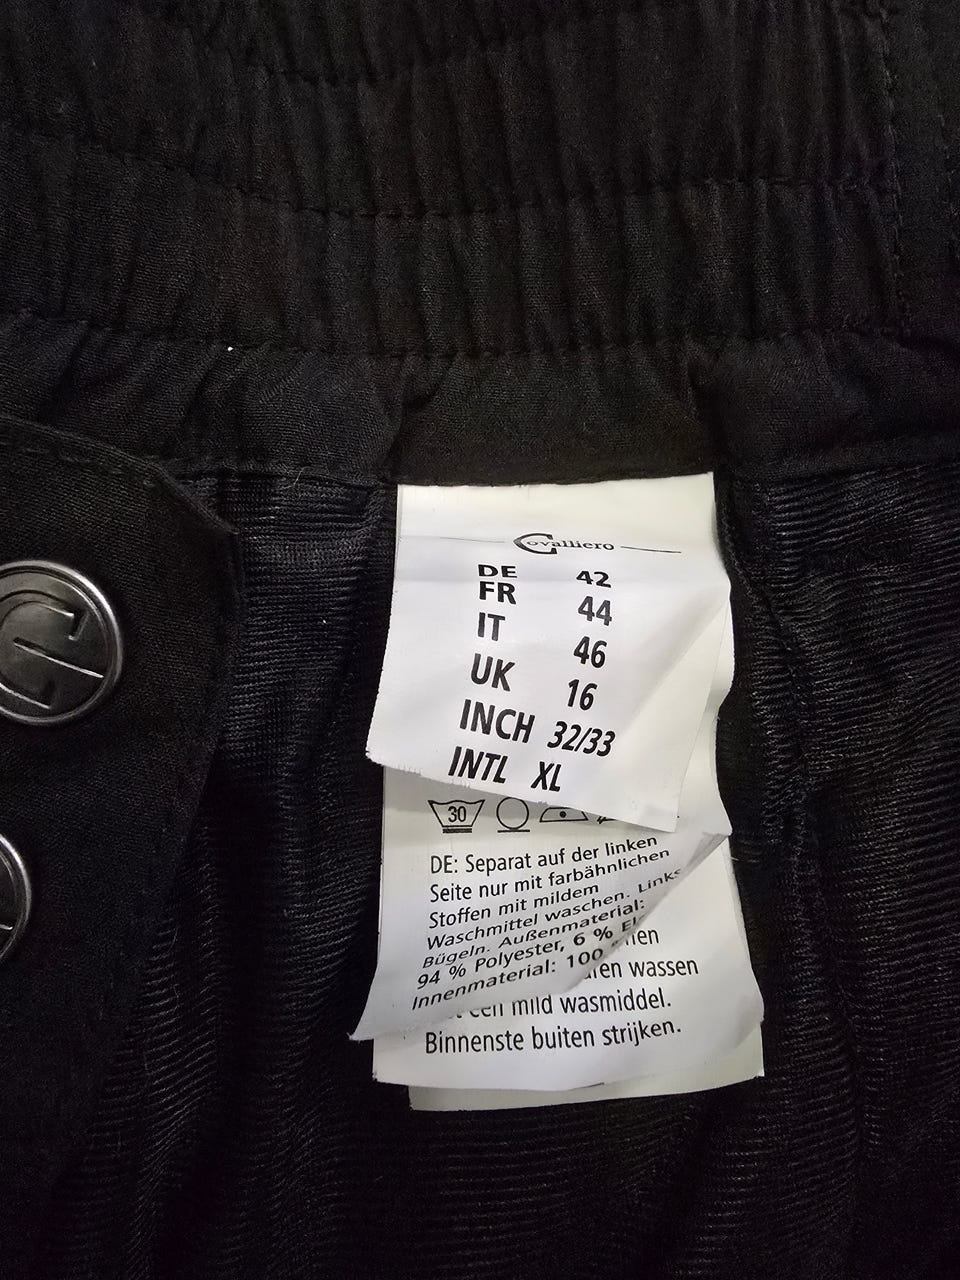 Covalliero
DE 42
FR 44
IT 46
UK 16
INCH 32/33
INTL XL
30
DE: Separat auf der linken
Seite nur mit farbähnlichen
Stoffen mit mildem
Waschmittel waschen. Links
Bügeln. Außenmaterial:
94 % Polyester, 6 %
Innenmaterial: 100
wassen
mild wasmiddel.
Binnenste buiten strijken.